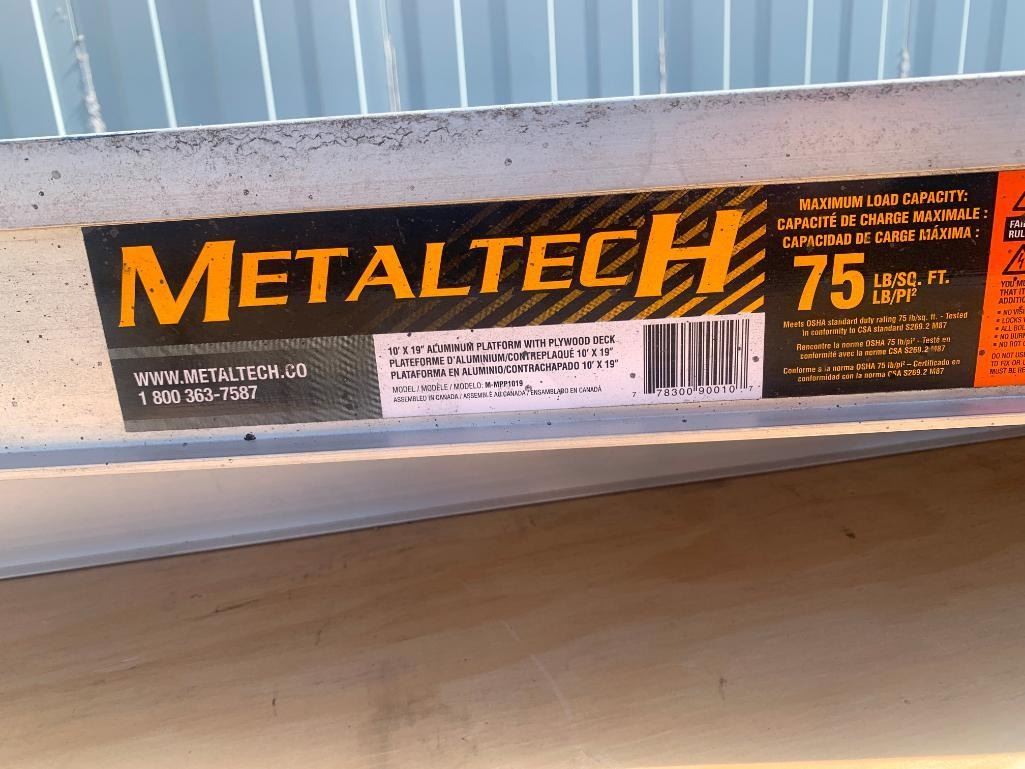 METALTECH
WWW.METALTECH.CO
1 800 363-7587
10' X 19" ALUMINUM PLATFORM WITH PLYWOOD DECK
PLATEFORME D'ALUMINIUM/CONTREPLAQUÉ 10' X 19"
PLATAFORMA EN ALUMINIO/CONTRACHAPADO 10' X 19"
MODEL / MODÈLE / MODELO: M-MPP1019
ASSEMBLED IN CANADA / ASSEMBLÉ AU CANADA / ENSAMBLADO EN CANADÁ
7 78300 90010 7
MAXIMUM LOAD CAPACITY:
CAPACITÉ DE CHARGE MAXIMALE :
CAPACIDAD DE CARGE MÁXIMA :
75 LB/SQ. FT.
LB/PI²
Meets OSHA standard duty rating 75 lb/sq. ft. - Tested
in conformity to CSA standard S269.2 M87
Rencontre la norme OSHA 75 lb/pi² - Testé en
conformité avec la norme CSA S269.2 M87
Conforme a la norma OSHA 75 lb/pi² - Certificado en
conformidad con la norma CSA S269.2 M87
YOU
THAT IT